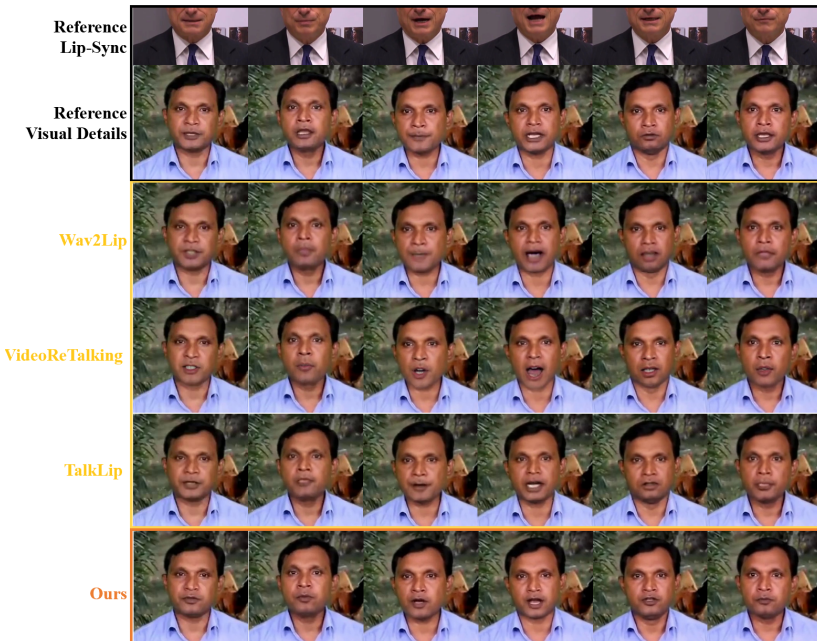 Reference
Lip-Sync
Reference
Visual Details
Wav2Lip
VideoReTalking
TalkLip
Ours